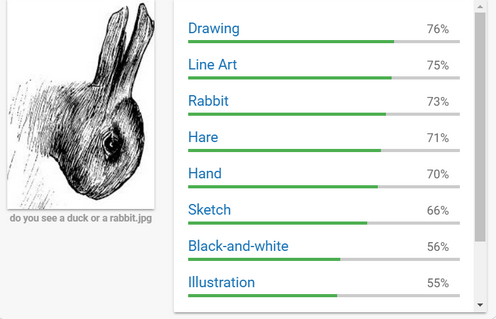 Drawing 76%
Line Art 75%
Rabbit 73%
Hare 71%
Hand 70%
Sketch 66%
Black-and-white 56%
Illustration 55%
do you see a duck or a rabbit.jpg